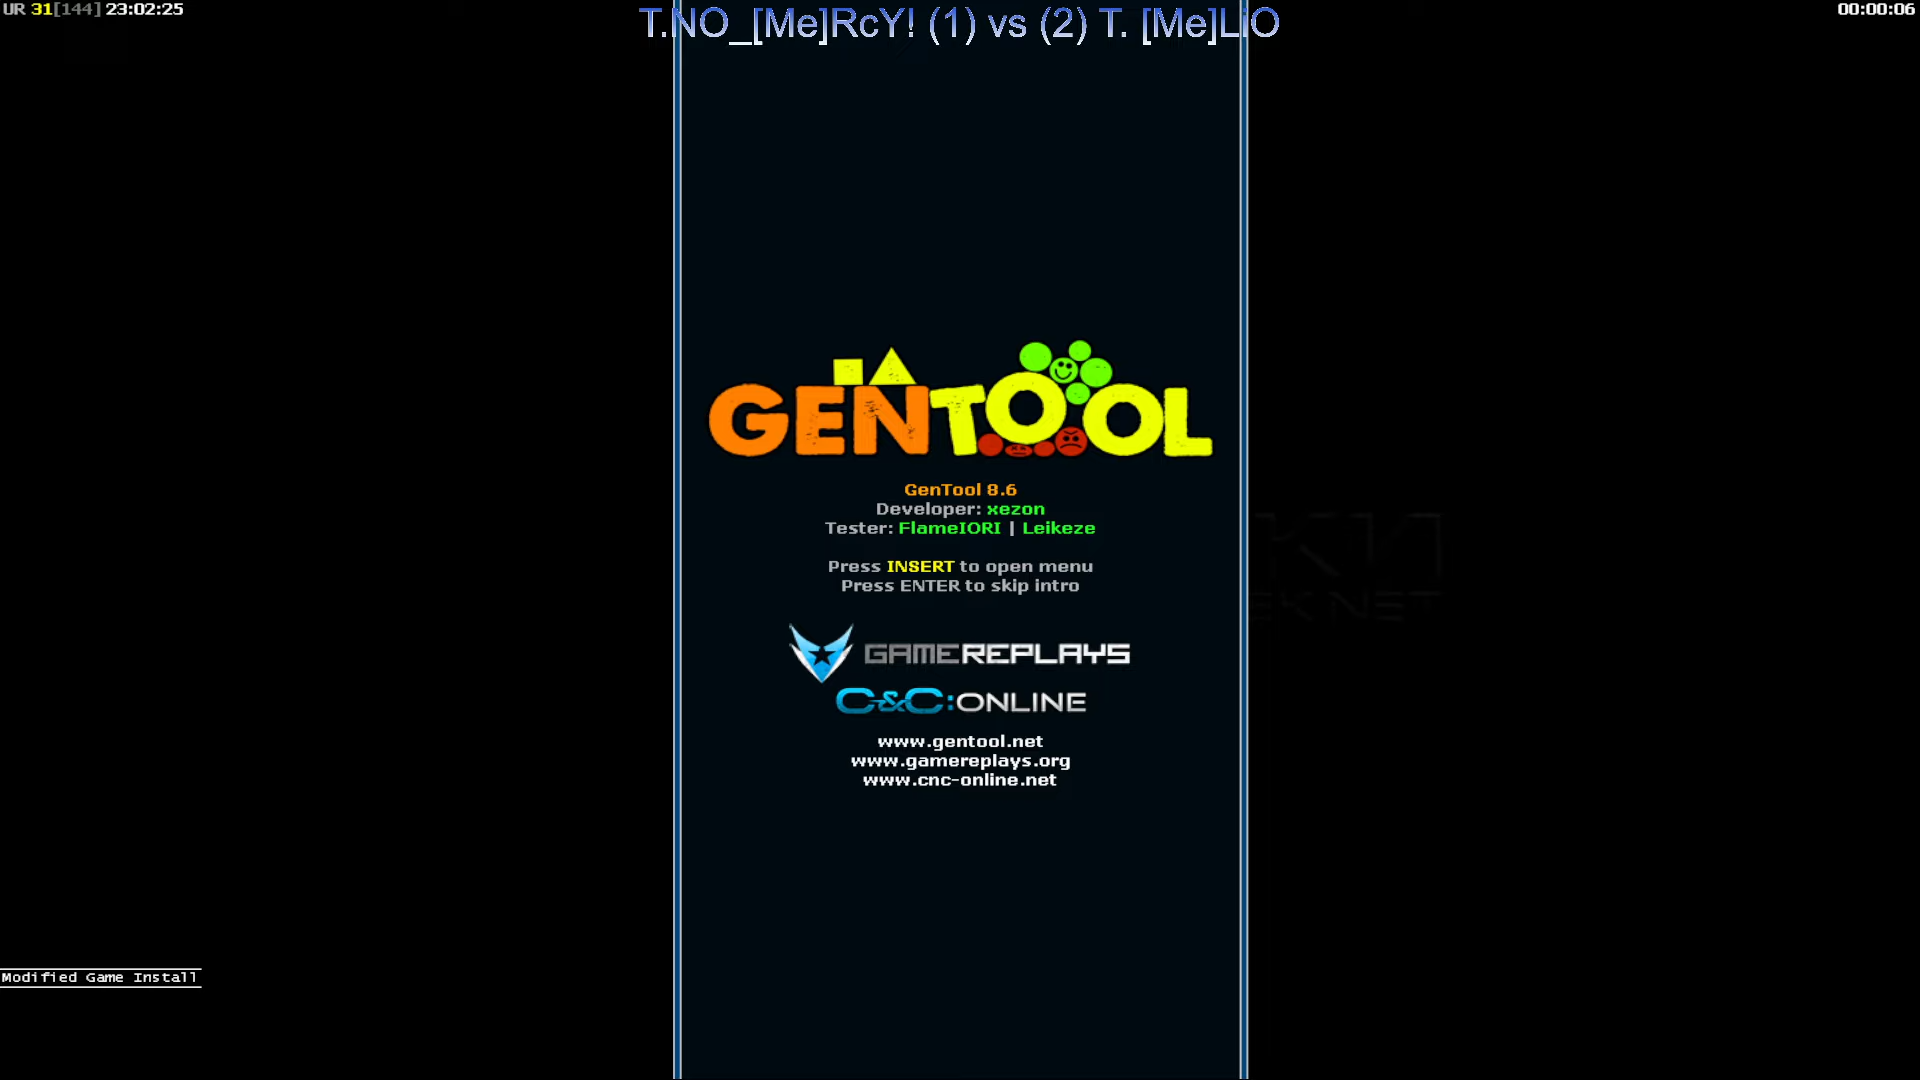 UR 31[144] 23:02:25
T.NO_[Me]RcY! (1) vs (2) T. [Me]LiO
00:00:06
GENTOOL
GenTool 8.6
Developer: xezon
Tester: FlameIORI | Leikeze
Press INSERT to open menu
Press ENTER to skip intro
GAMEREPLAYS
C&C:ONLINE
www.gentool.net
www.gamereplays.org
www.cnc-online.net
Modified Game Install